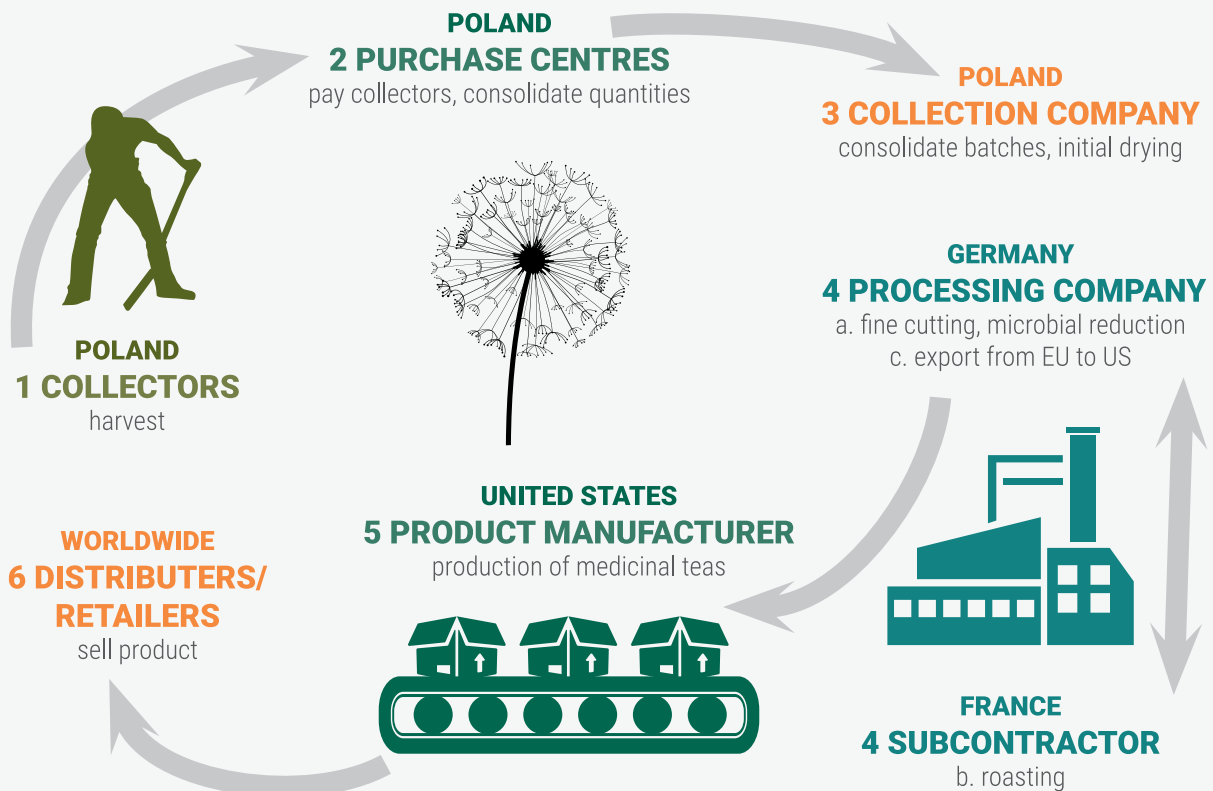 POLAND
1 COLLECTORS
harvest
POLAND
2 PURCHASE CENTRES
pay collectors, consolidate quantities
POLAND
3 COLLECTION COMPANY
consolidate batches, initial drying
GERMANY
4 PROCESSING COMPANY
a. fine cutting, microbial reduction
c. export from EU to US
FRANCE
4 SUBCONTRACTOR
b. roasting
UNITED STATES
5 PRODUCT MANUFACTURER
production of medicinal teas
WORLDWIDE
6 DISTRIBUTERS/
RETAILERS
sell product